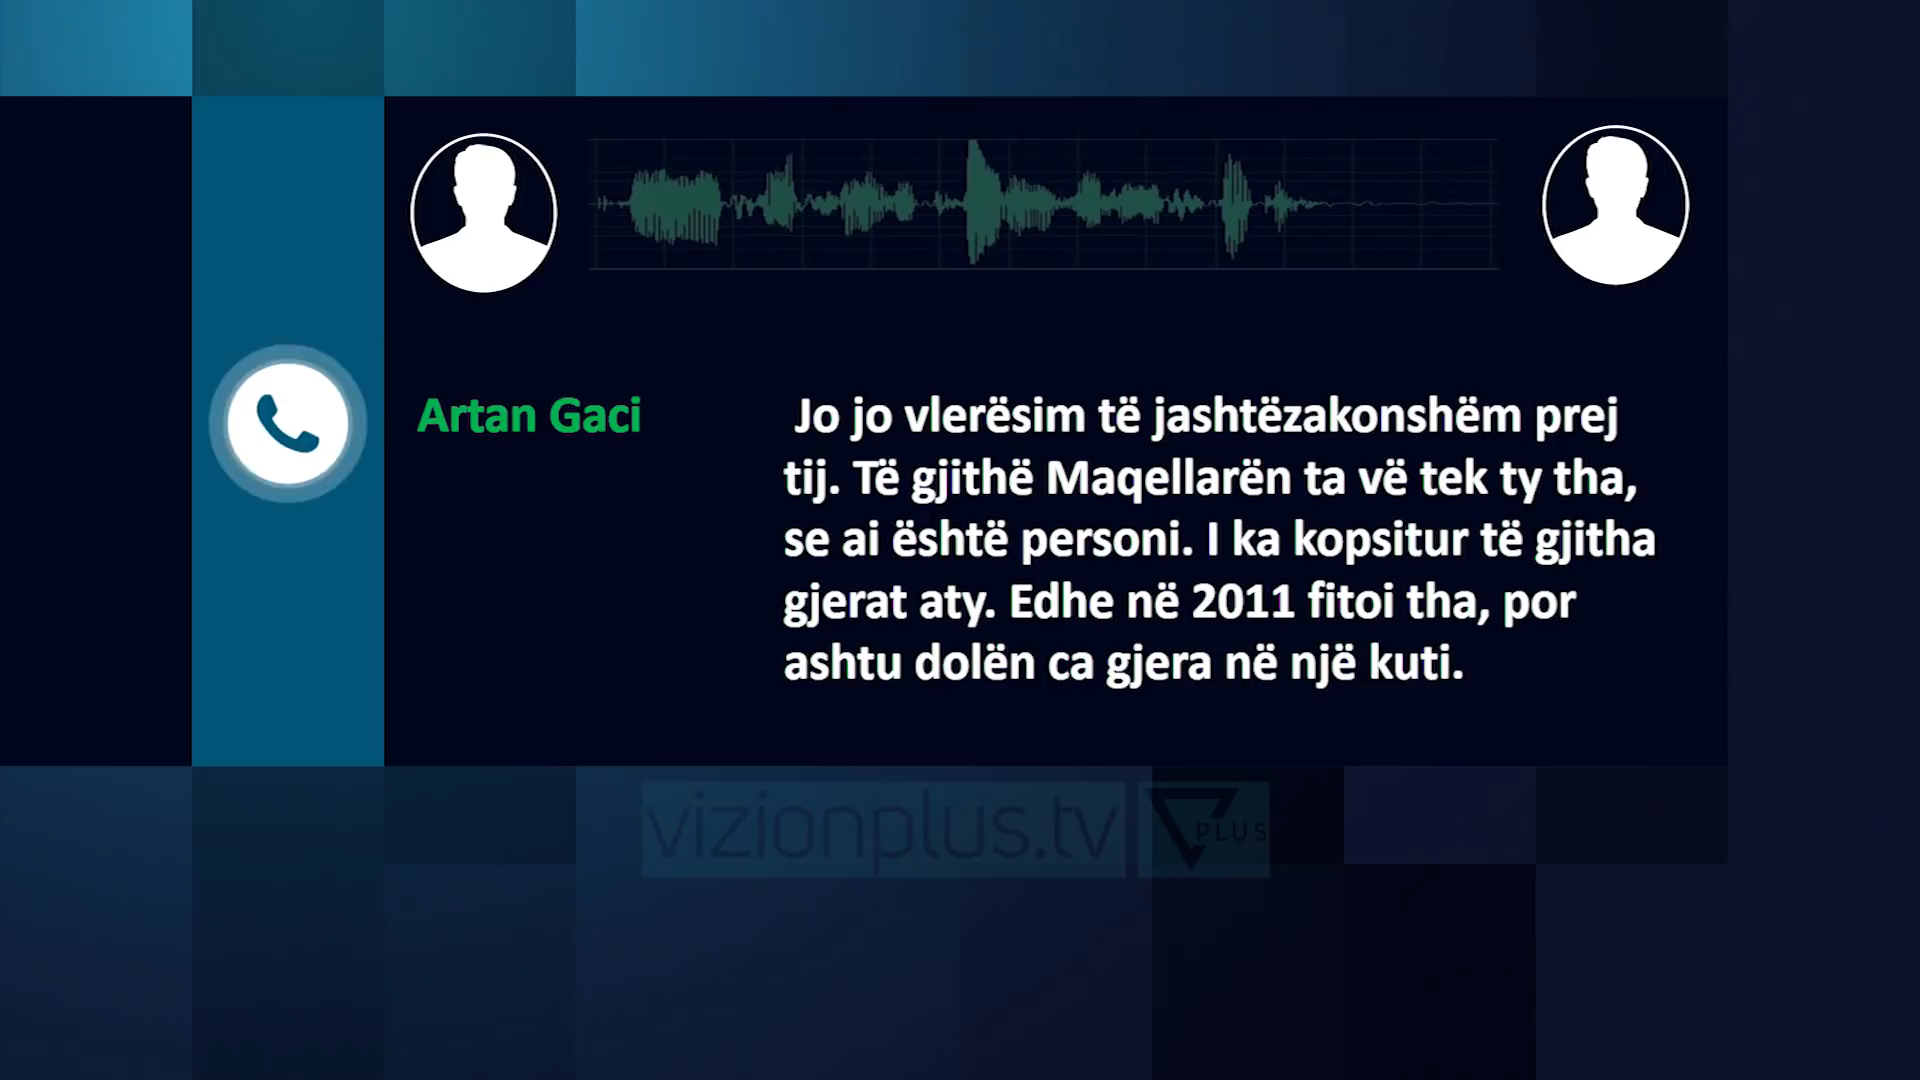 Artan Gaci
Jo jo vlerësim të jashtëzakonshëm prej
tij. Të gjithë Maqellarën ta vë tek ty tha,
se ai është personi. I ka kopsitur të gjitha
gjerat aty. Edhe në 2011 fitoi tha, por
ashtu dolën ca gjera në një kuti.
vizionplus.tv
PLUS